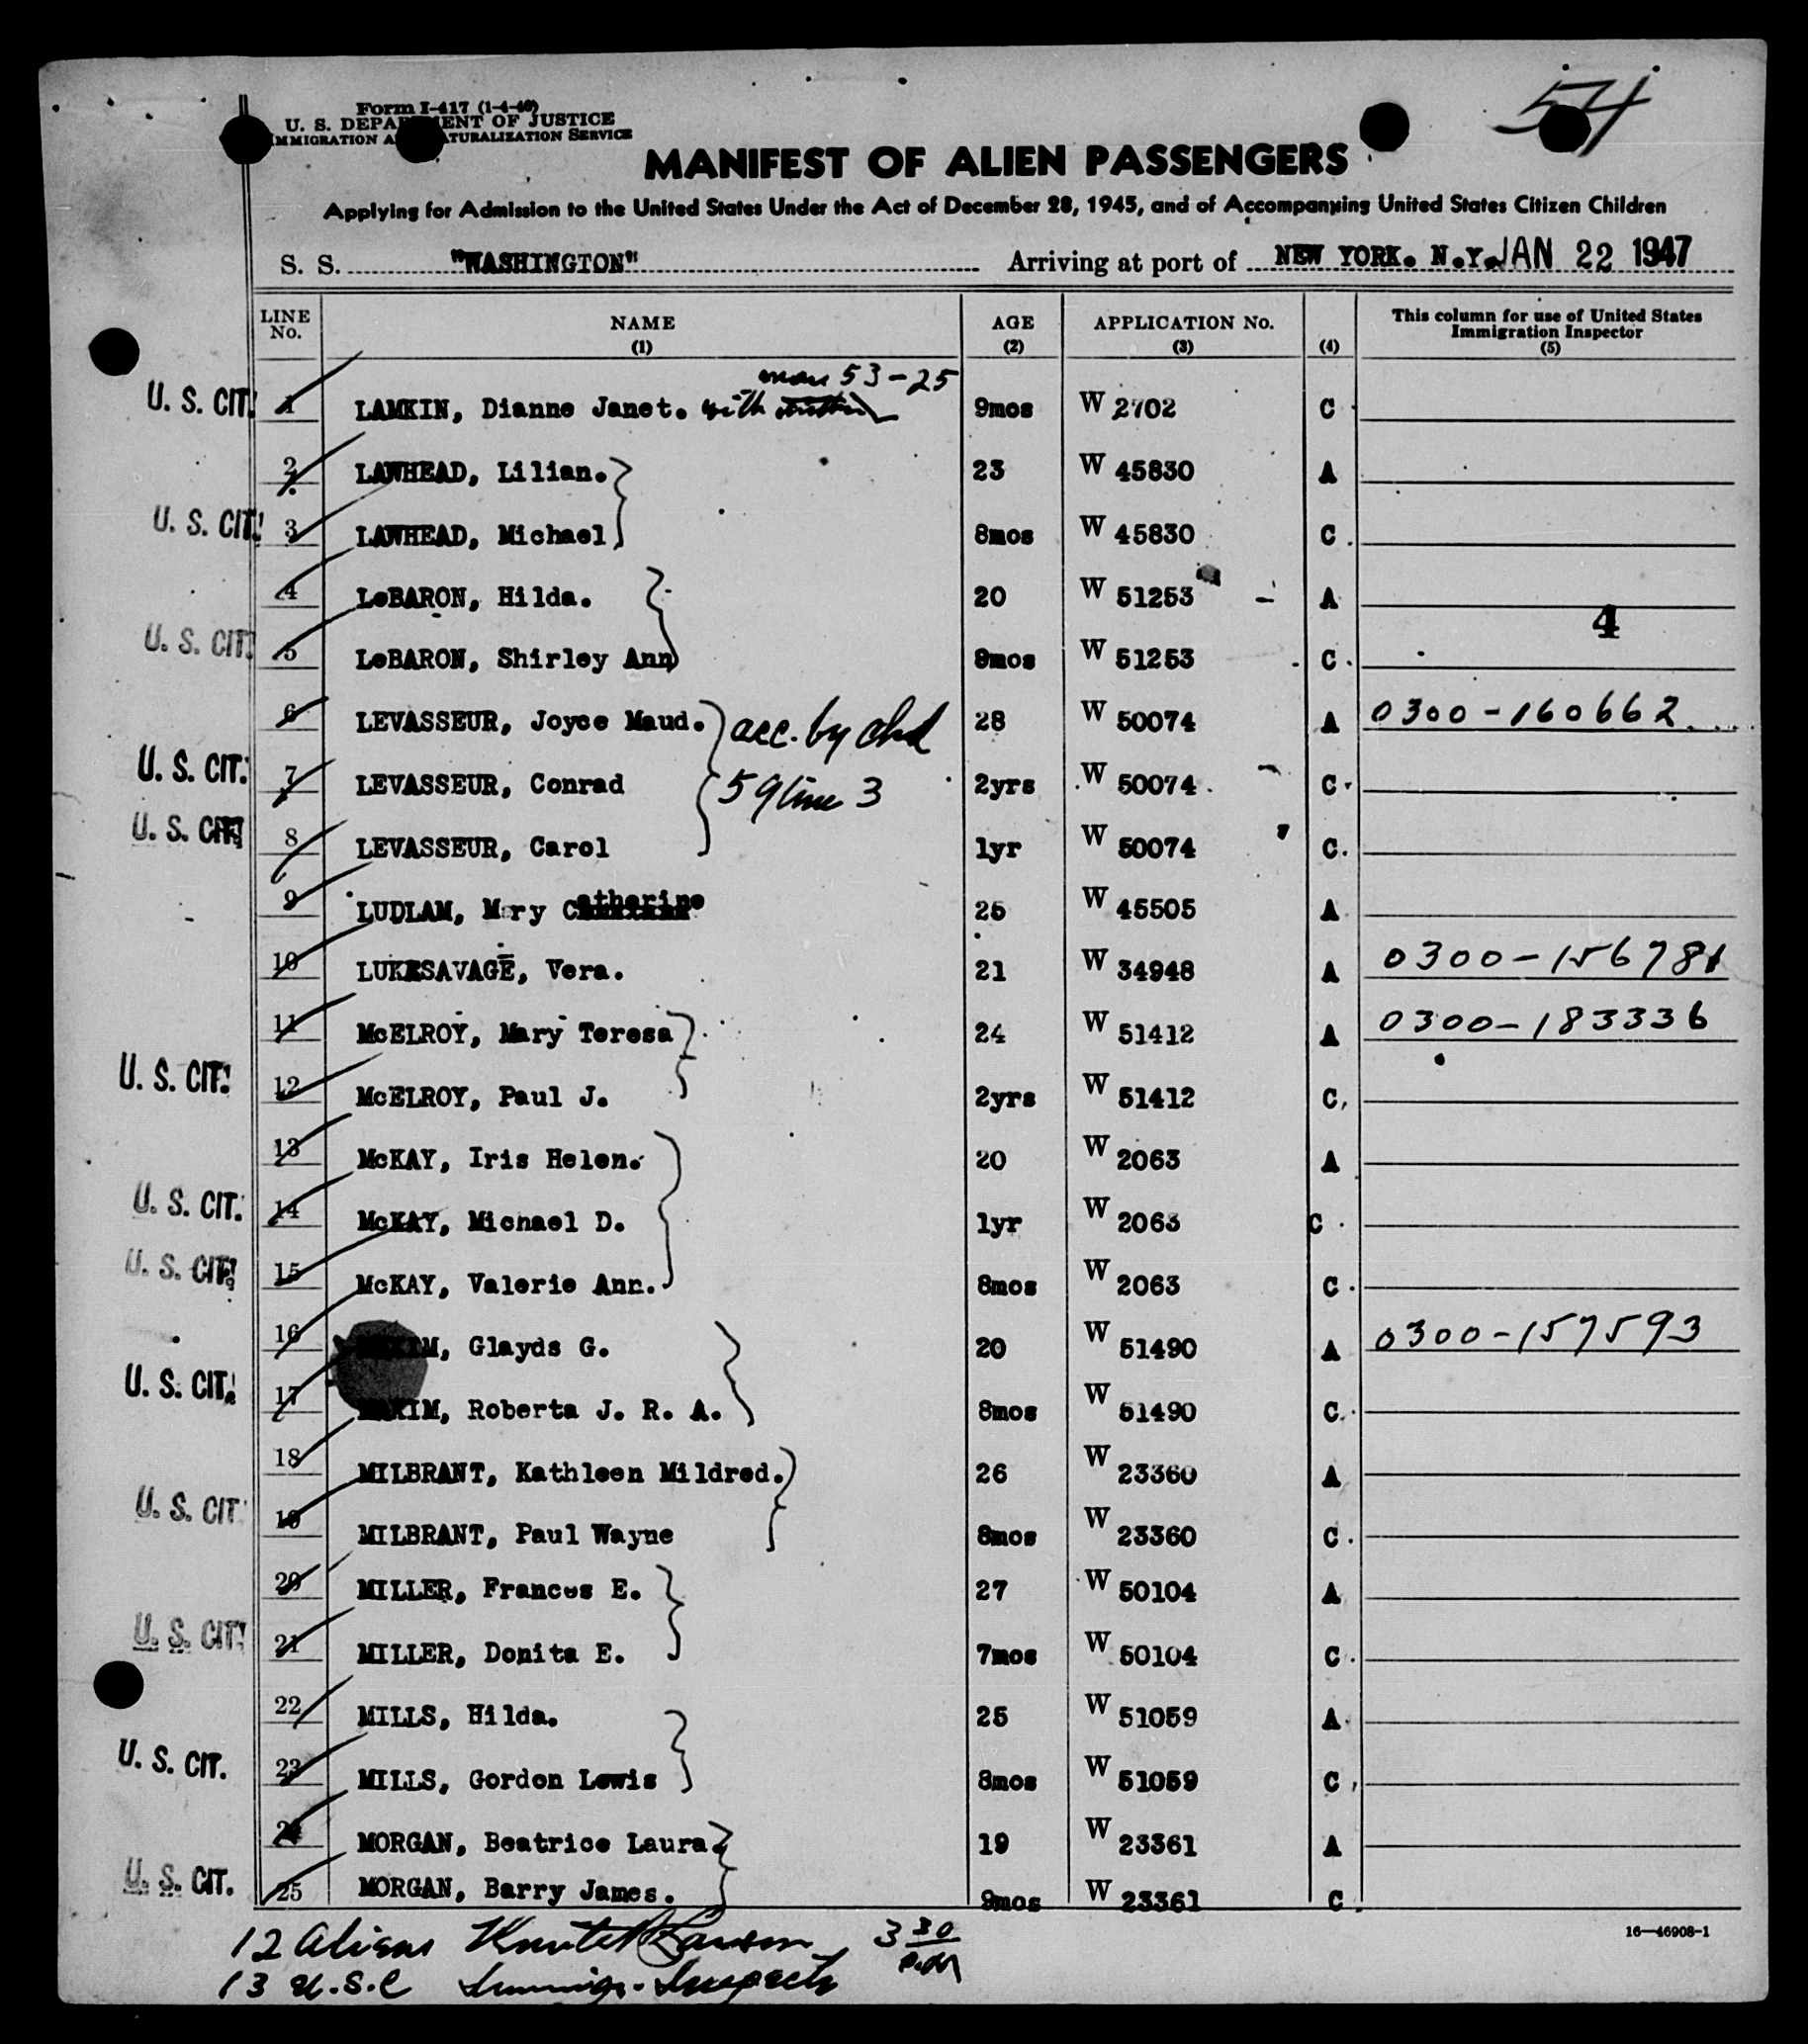 54
Form I-417 (1-4-46)
U. S. DEPARTMENT OF JUSTICE
IMMIGRATION AND NATURALIZATION SERVICE
MANIFEST OF ALIEN PASSENGERS
Applying for Admission to the United States Under the Act of December 28, 1945, and of Accompanying United States Citizen Children
S. S. "WASHINGTON" Arriving at port of NEW YORK. N.Y. JAN 22 1947
LINE No. NAME (1) AGE (2) APPLICATION No. (3) (4) This column for use of United States Immigration Inspector (5)
53-25
U. S. CIT. 1 LAMKIN, Dianne Janet. with 9mos W 2702 C
2 LAWHEAD, Lilian. 23 W 45830 A
U. S. CIT. 3 LAWHEAD, Michael 8mos W 45830 C.
4 LeBARON, Hilda. 20 W 51253 - A
4
U. S. CIT. 5 LeBARON, Shirley Ann 9mos W 51253 C.
6 LEVASSEUR, Joyce Maud. acc. by chd 28 W 50074 A 0300-160662
U. S. CIT. 7 LEVASSEUR, Conrad 59 line 3 2yrs W 50074 C.
U. S. CIT. 8 LEVASSEUR, Carol 1yr W 50074 C.
9 LUDLAM, Mary Catherine 25 W 45505 A
10 LUKESAVAGE, Vera. 21 W 34948 A 0300-156781
11 McELROY, Mary Teresa 24 W 51412 A 0300-183336
U. S. CIT. 12 McELROY, Paul J. 2yrs W 51412 C.
13 McKAY, Iris Helen. 20 W 2063 A
U. S. CIT. 14 McKAY, Michael D. 1yr W 2063 C.
U. S. CIT. 15 McKAY, Valerie Ann. 8mos W 2063 C.
16 Glayds G. 20 W 51490 A 0300-157593
U. S. CIT. 17 MAXIM, Roberta J. R. A. 8mos W 51490 C.
18 MILBRANT, Kathleen Mildred. 26 W 23360 A
U. S. CIT 19 MILBRANT, Paul Wayne 8mos W 23360 C.
20 MILLER, Frances E. 27 W 50104 A
U. S. CIT. 21 MILLER, Donita E. 7mos W 50104 C.
22 MILLS, Hilda. 25 W 51059 A.
U. S. CIT. 23 MILLS, Gordon Lewis 8mos W 51059 C.
24 MORGAN, Beatrice Laura. 19 W 23361 A
U. S. CIT. 25 MORGAN, Barry James. 9mos W 23361 C.
16—46908-1
12 Aliens 3 30 P.M
13 U.S.C Immigr. Inspector